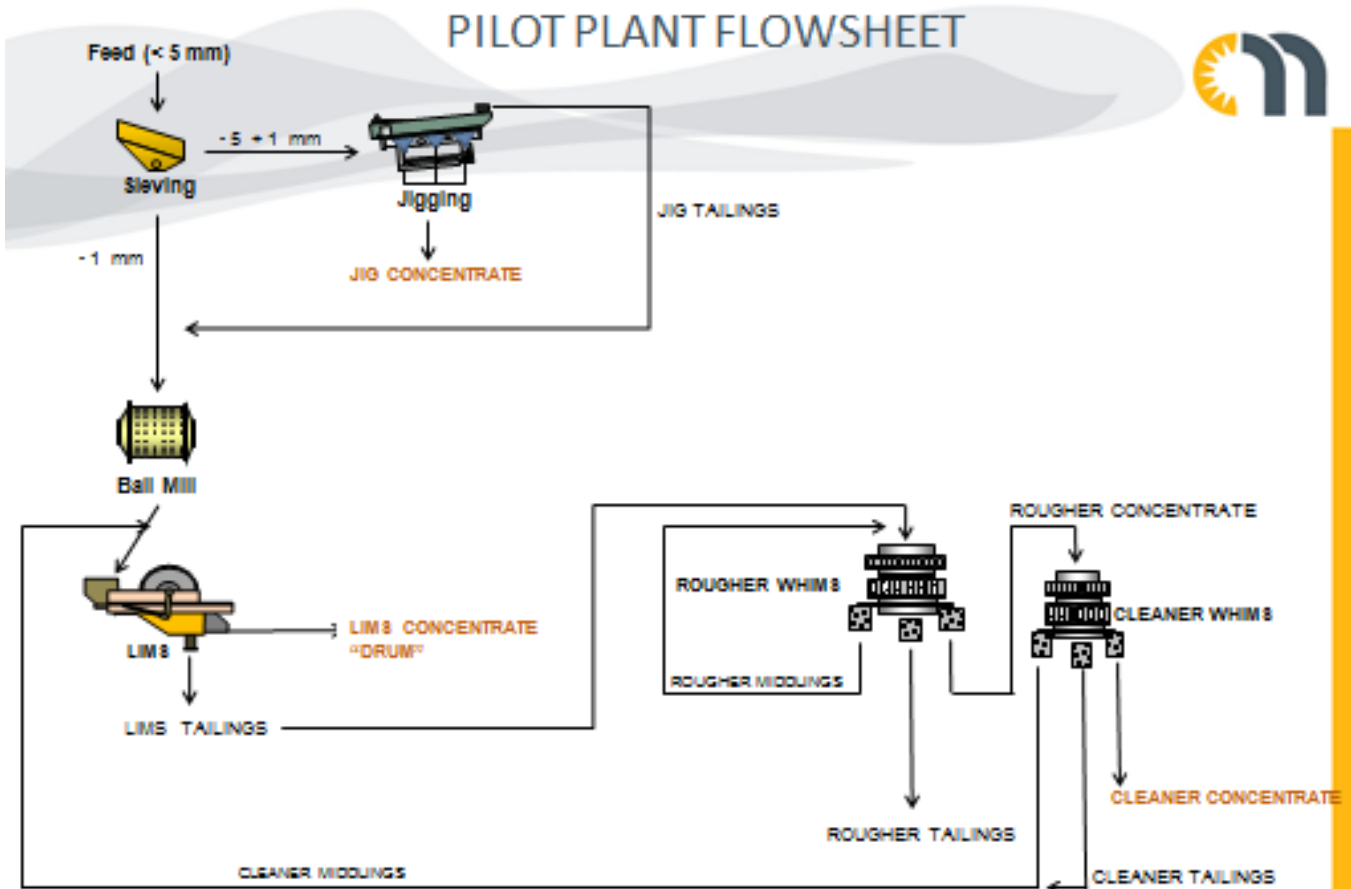 PILOT PLANT FLOWSHEET
Feed (< 5 mm)
- 5 + 1 mm
Sieving
Jigging
JIG TAILINGS
- 1 mm
JIG CONCENTRATE
Ball Mill
ROUGHER CONCENTRATE
ROUGHER WHIMS
CLEANER WHIMS
LIMS CONCENTRATE
"DRUM"
LIMS
ROUGHER MIDDLINGS
LIMS TAILINGS
CLEANER CONCENTRATE
ROUGHER TAILINGS
CLEANER MIDDLINGS
CLEANER TAILINGS